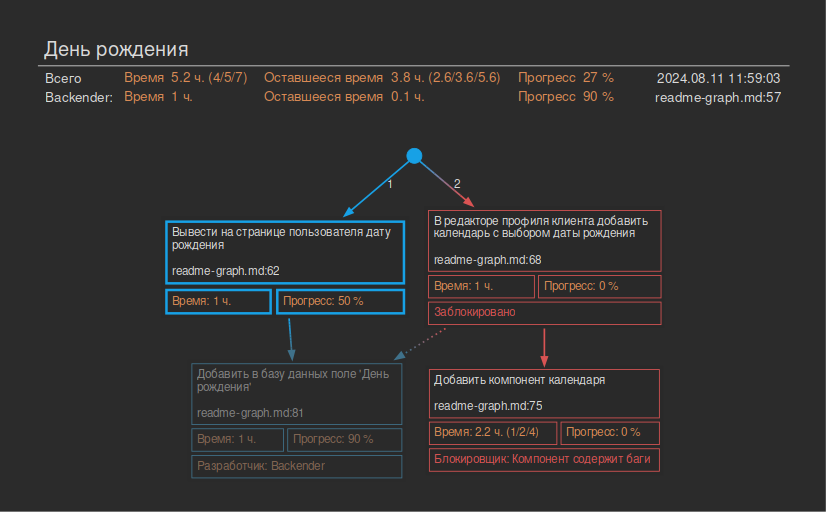 День рождения
Всего Время 5.2 ч. (4/5/7) Оставшееся время 3.8 ч. (2.6/3.6/5.6) Прогресс 27 % 2024.08.11 11:59:03
Backender: Время 1 ч. Оставшееся время 0.1 ч. Прогресс 90 % readme-graph.md:57
1 2
Вывести на странице пользователя дату
рождения
readme-graph.md:62
Время: 1 ч. Прогресс: 50 %
В редакторе профиля клиента добавить
календарь с выбором даты рождения
readme-graph.md:68
Время: 1 ч. Прогресс: 0 %
Заблокировано
Добавить в базу данных поле 'День
рождения'
readme-graph.md:81
Время: 1 ч. Прогресс: 90 %
Разработчик: Backender
Добавить компонент календаря
readme-graph.md:75
Время: 2.2 ч. (1/2/4) Прогресс: 0 %
Блокировщик: Компонент содержит баги